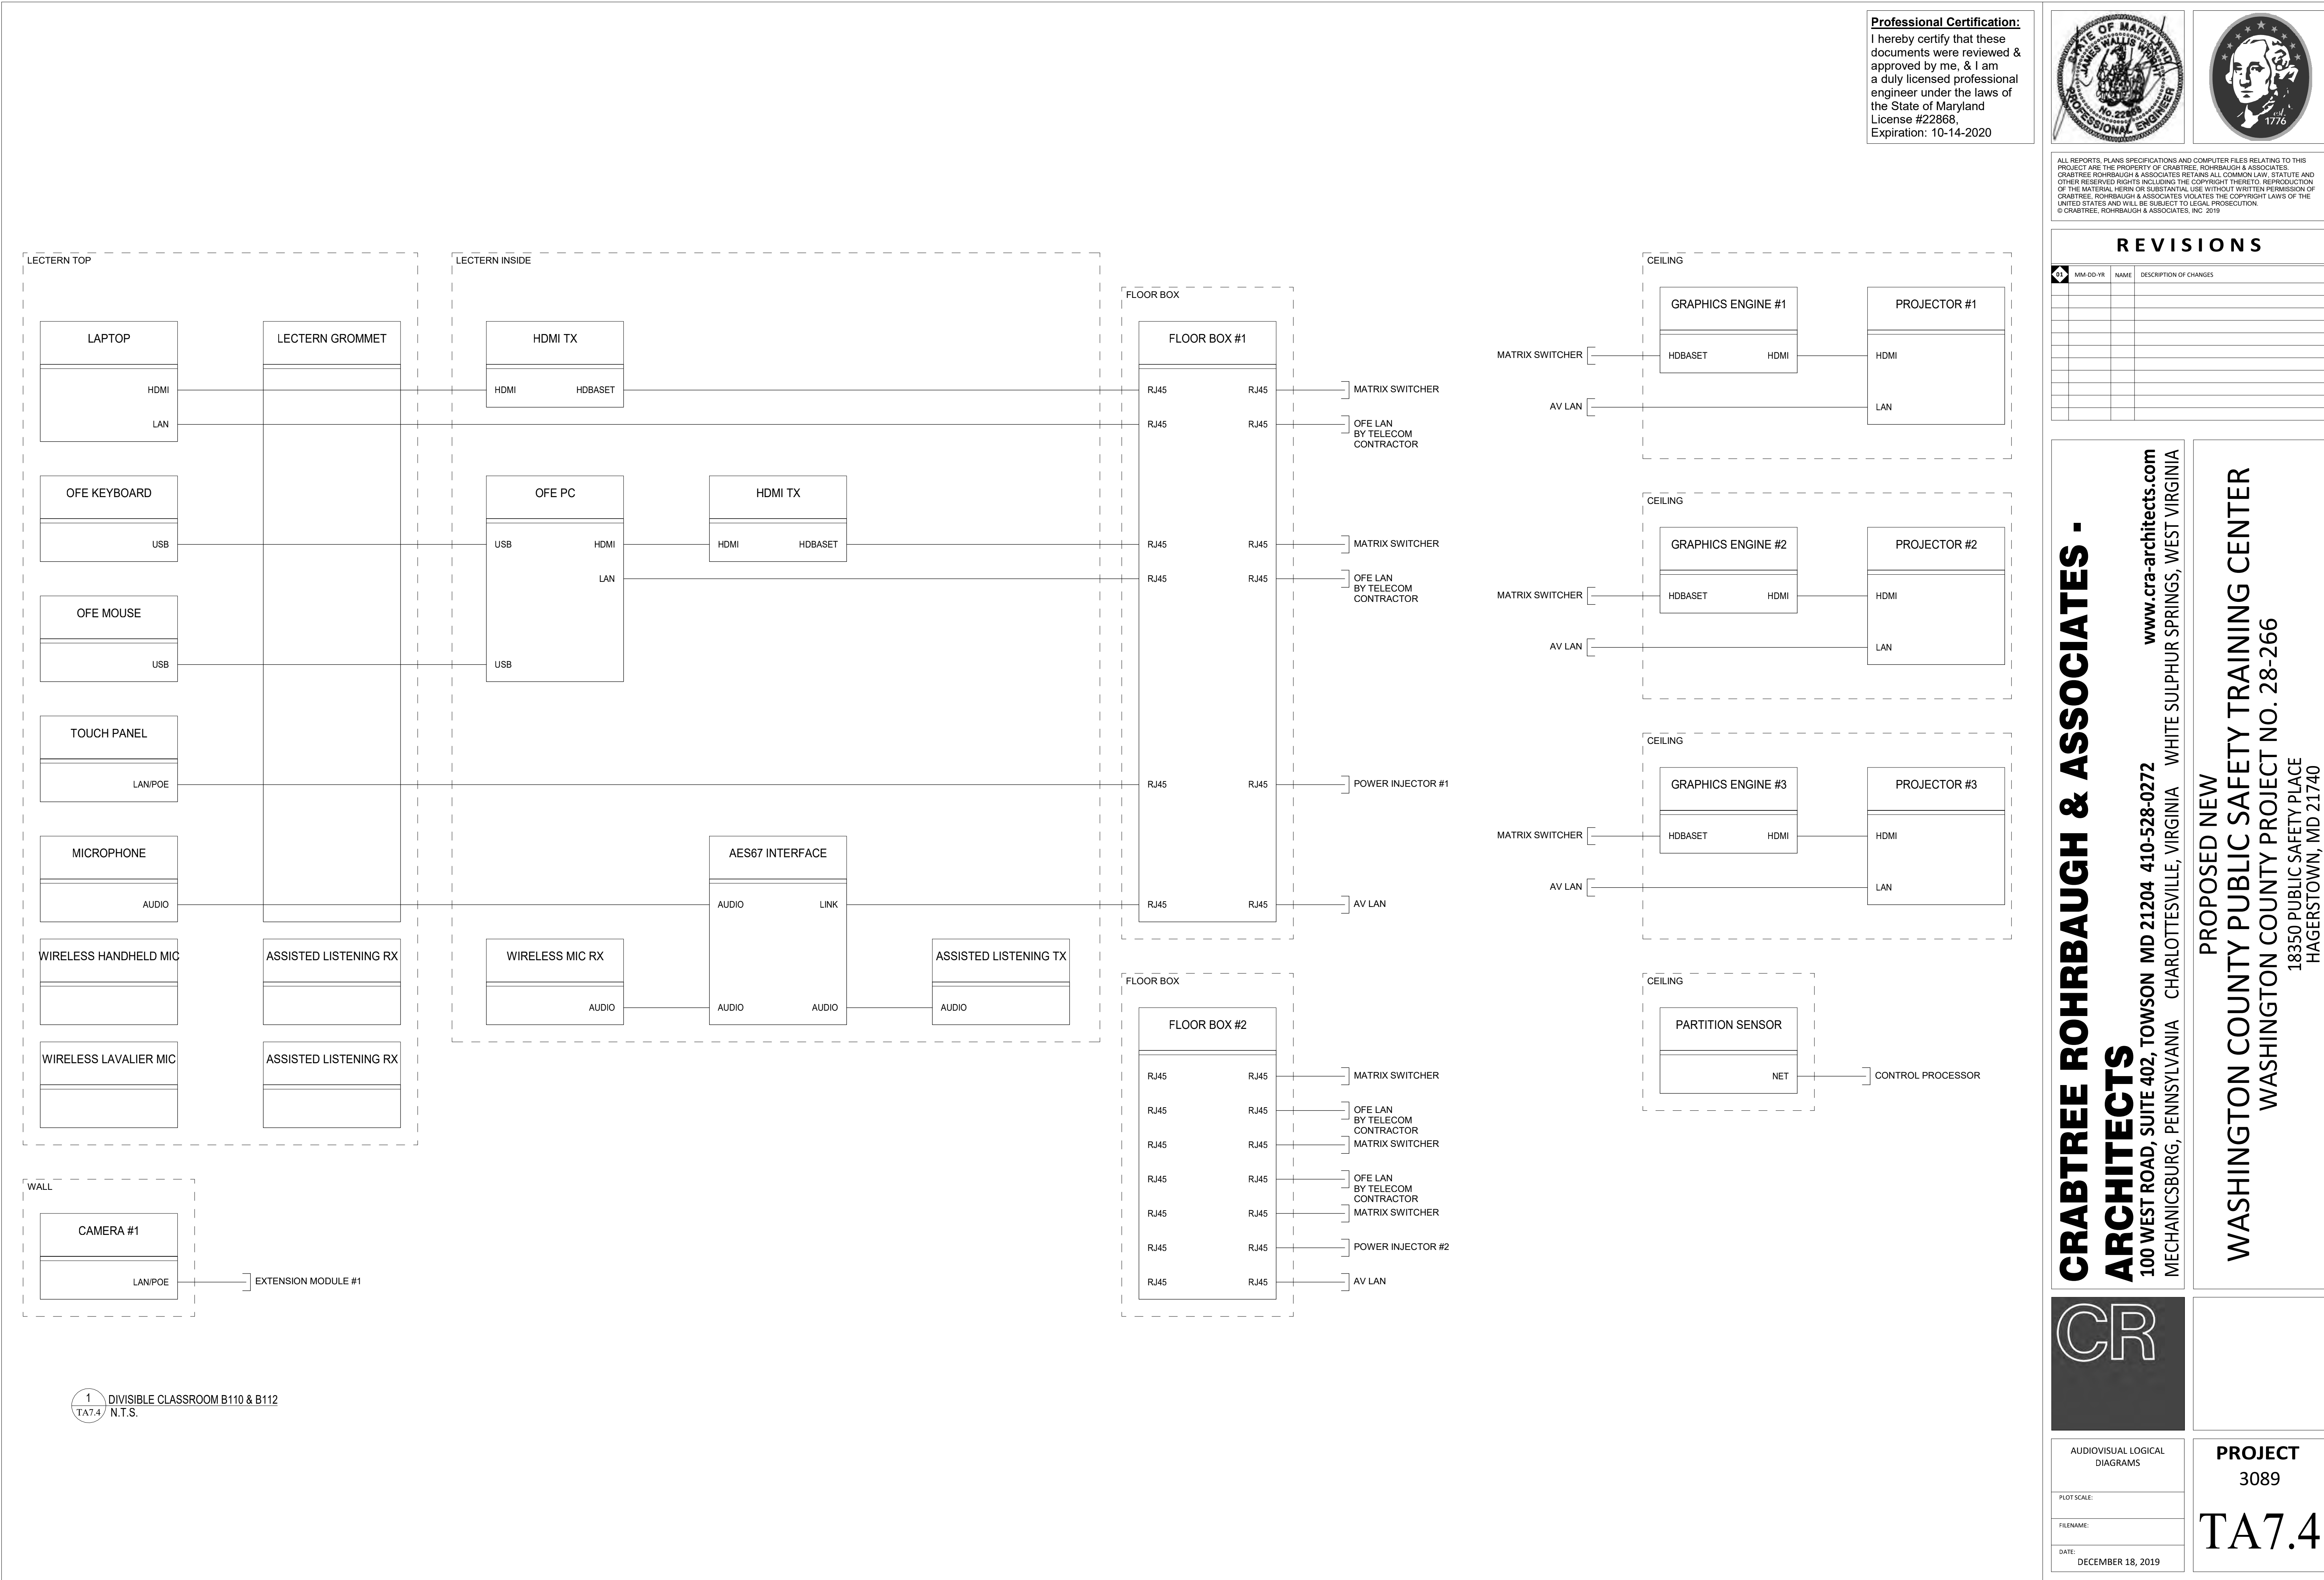 Professional Certification:
I hereby certify that these
documents were reviewed &
approved by me, & I am
a duly licensed professional
engineer under the laws of
the State of Maryland
License #22868,
Expiration: 10-14-2020
STATE OF MARYLAND
JAMES WALLIS WRIGHT
No. 22868
PROFESSIONAL ENGINEER
est.
1776
ALL REPORTS, PLANS SPECIFICATIONS AND COMPUTER FILES RELATING TO THIS
PROJECT ARE THE PROPERTY OF CRABTREE, ROHRBAUGH & ASSOCIATES.
CRABTREE ROHRBAUGH & ASSOCIATES RETAINS ALL COMMON LAW, STATUTE AND
OTHER RESERVED RIGHTS INCLUDING THE COPYRIGHT THERETO. REPRODUCTION
OF THE MATERIAL HERIN OR SUBSTANTIAL USE WITHOUT WRITTEN PERMISSION OF
CRABTREE, ROHRBAUGH & ASSOCIATES VIOLATES THE COPYRIGHT LAWS OF THE
UNITED STATES AND WILL BE SUBJECT TO LEGAL PROSECUTION.
© CRABTREE, ROHRBAUGH & ASSOCIATES, INC 2019
REVISIONS
01 MM-DD-YR NAME DESCRIPTION OF CHANGES
LECTERN TOP
LAPTOP
HDMI
LAN
LECTERN GROMMET
OFE KEYBOARD
USB
OFE MOUSE
USB
TOUCH PANEL
LAN/POE
MICROPHONE
AUDIO
WIRELESS HANDHELD MIC
ASSISTED LISTENING RX
WIRELESS LAVALIER MIC
ASSISTED LISTENING RX
WALL
CAMERA #1
LAN/POE
EXTENSION MODULE #1
LECTERN INSIDE
HDMI TX
HDMI HDBASET
OFE PC
USB HDMI
LAN
USB
HDMI TX
HDMI HDBASET
AES67 INTERFACE
AUDIO LINK
AUDIO AUDIO
WIRELESS MIC RX
AUDIO
ASSISTED LISTENING TX
AUDIO
FLOOR BOX
FLOOR BOX #1
RJ45 RJ45 MATRIX SWITCHER
RJ45 RJ45 OFE LAN
BY TELECOM
CONTRACTOR
RJ45 RJ45 MATRIX SWITCHER
RJ45 RJ45 OFE LAN
BY TELECOM
CONTRACTOR
RJ45 RJ45 POWER INJECTOR #1
RJ45 RJ45 AV LAN
FLOOR BOX
FLOOR BOX #2
RJ45 RJ45 MATRIX SWITCHER
RJ45 RJ45 OFE LAN
BY TELECOM
CONTRACTOR
RJ45 RJ45 MATRIX SWITCHER
RJ45 RJ45 OFE LAN
BY TELECOM
CONTRACTOR
RJ45 RJ45 MATRIX SWITCHER
RJ45 RJ45 POWER INJECTOR #2
RJ45 RJ45 AV LAN
CEILING
GRAPHICS ENGINE #1
PROJECTOR #1
MATRIX SWITCHER HDBASET HDMI HDMI
AV LAN LAN
CEILING
GRAPHICS ENGINE #2
PROJECTOR #2
MATRIX SWITCHER HDBASET HDMI HDMI
AV LAN LAN
CEILING
GRAPHICS ENGINE #3
PROJECTOR #3
MATRIX SWITCHER HDBASET HDMI HDMI
AV LAN LAN
CEILING
PARTITION SENSOR
NET CONTROL PROCESSOR
1
TA7.4
DIVISIBLE CLASSROOM B110 & B112
N.T.S.
CRABTREE ROHRBAUGH & ASSOCIATES -
ARCHITECTS www.cra-architects.com
100 WEST ROAD, SUITE 402, TOWSON MD 21204 410-528-0272
MECHANICSBURG, PENNSYLVANIA CHARLOTTESVILLE, VIRGINIA WHITE SULPHUR SPRINGS, WEST VIRGINIA
PROPOSED NEW
WASHINGTON COUNTY PUBLIC SAFETY TRAINING CENTER
WASHINGTON COUNTY PROJECT NO. 28-266
18350 PUBLIC SAFETY PLACE
HAGERSTOWN, MD 21740
CR
AUDIOVISUAL LOGICAL
DIAGRAMS
PLOT SCALE:
FILENAME:
DATE:
DECEMBER 18, 2019
PROJECT
3089
TA7.4